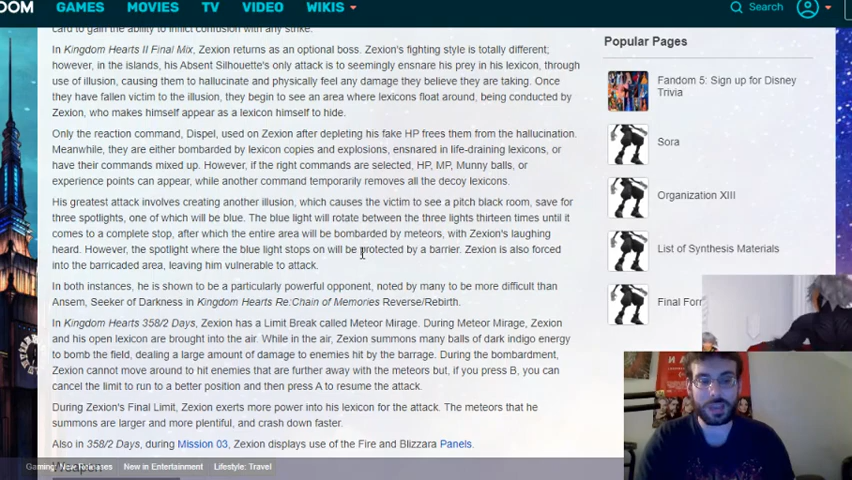 OOM GAMES MOVIES TV VIDEO WIKIS Search
card to gain the ability to inflict confusion with any strike.
In Kingdom Hearts II Final Mix, Zexion returns as an optional boss. Zexion's fighting style is totally different;
however, in the islands, his Absent Silhouette's only attack is to seemingly ensnare his prey in his lexicon, through
use of illusion, causing them to hallucinate and physically feel any damage they believe they are taking. Once
they have fallen victim to the illusion, they begin to see an area where lexicons float around, being conducted by
Zexion, who makes himself appear as a lexicon himself to hide.
Only the reaction command, Dispel, used on Zexion after depleting his fake HP frees them from the hallucination.
Meanwhile, they are either bombarded by lexicon copies and explosions, ensnared in life-draining lexicons, or
have their commands mixed up. However, if the right commands are selected, HP, MP, Munny balls, or
experience points can appear, while another command temporarily removes all the decoy lexicons.
His greatest attack involves creating another illusion, which causes the victim to see a pitch black room, save for
three spotlights, one of which will be blue. The blue light will rotate between the three lights thirteen times until it
comes to a complete stop, after which the entire area will be bombarded by meteors, with Zexion's laughing
heard. However, the spotlight where the blue light stops on will be protected by a barrier. Zexion is also forced
into the barricaded area, leaving him vulnerable to attack.
In both instances, he is shown to be a particularly powerful opponent, noted by many to be more difficult than
Ansem, Seeker of Darkness in Kingdom Hearts Re:Chain of Memories Reverse/Rebirth.
In Kingdom Hearts 358/2 Days, Zexion has a Limit Break called Meteor Mirage. During Meteor Mirage, Zexion
and his open lexicon are brought into the air. While in the air, Zexion summons many balls of dark indigo energy
to bomb the field, dealing a large amount of damage to enemies hit by the barrage. During the bombardment,
Zexion cannot move around to hit enemies that are further away with the meteors but, if you press B, you can
cancel the limit to run to a better position and then press A to resume the attack.
During Zexion's Final Limit, Zexion exerts more power into his lexicon for the attack. The meteors that he
summons are larger and more plentiful, and crash down faster.
Also in 358/2 Days, during Mission 03, Zexion displays use of the Fire and Blizzara Panels.
Weapon
Gaming: New Releases New in Entertainment Lifestyle: Travel
Popular Pages
Fandom 5: Sign up for Disney
Trivia
Sora
Organization XIII
List of Synthesis Materials
Final For